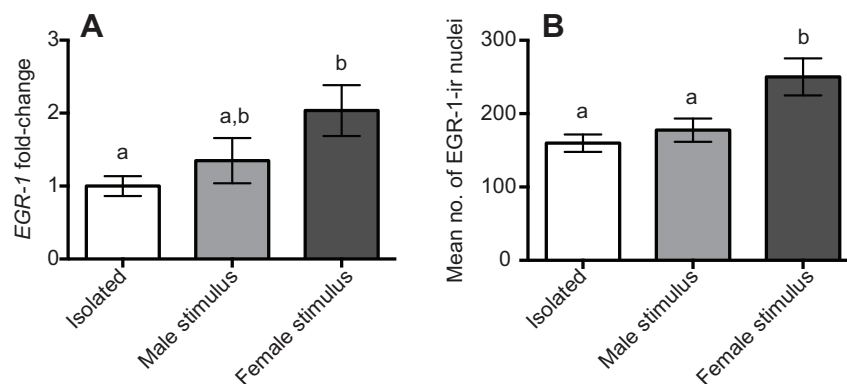 A
EGR-1 fold-change
3
2
1
0
a
a,b
b
Isolated
Male stimulus
Female stimulus
B
Mean no. of EGR-1-ir nuclei
300
200
100
0
a
a
b
Isolated
Male stimulus
Female stimulus